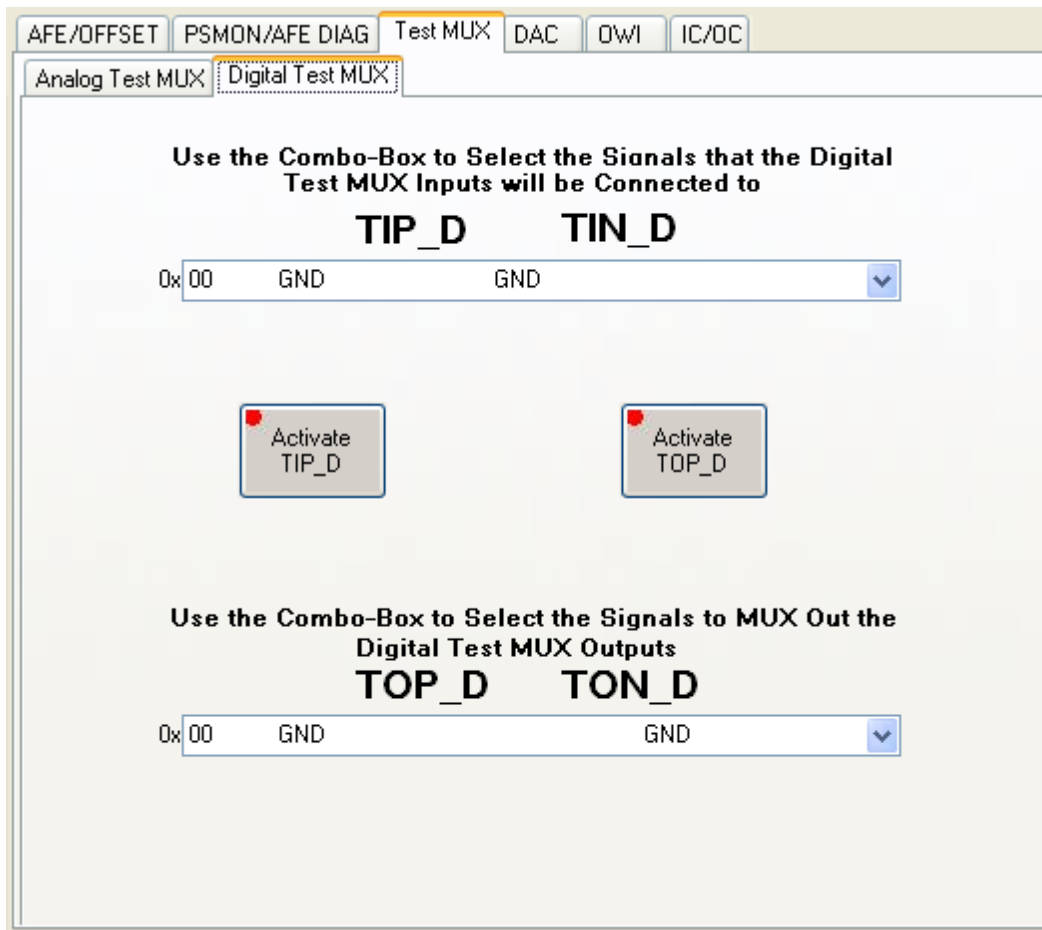 AFE/OFFSET PSMON/AFE DIAG Test MUX DAC OWI IC/OC
Analog Test MUX Digital Test MUX
Use the Combo-Box to Select the Signals that the Digital
Test MUX Inputs will be Connected to
TIP_D TIN_D
0x 00 GND GND
Activate
TIP_D
Activate
TOP_D
Use the Combo-Box to Select the Signals to MUX Out the
Digital Test MUX Outputs
TOP_D TON_D
0x 00 GND GND